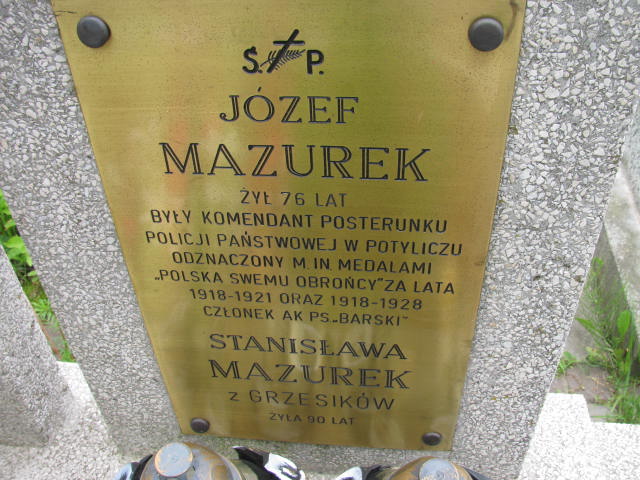 Ś. P.
JÓZEF
MAZUREK
ŻYŁ 76 LAT
BYŁY KOMENDANT POSTERUNKU
POLICJI PAŃSTWOWEJ W POTYLICZU
ODZNACZONY M. IN. MEDALAMI
„POLSKA SWEMU OBROŃCY” ZA LATA
1918-1921 ORAZ 1918-1928
CZŁONEK AK PS. „BARSKI”
STANISŁAWA
MAZUREK
z GRZESIKÓW
ŻYŁA 90 LAT